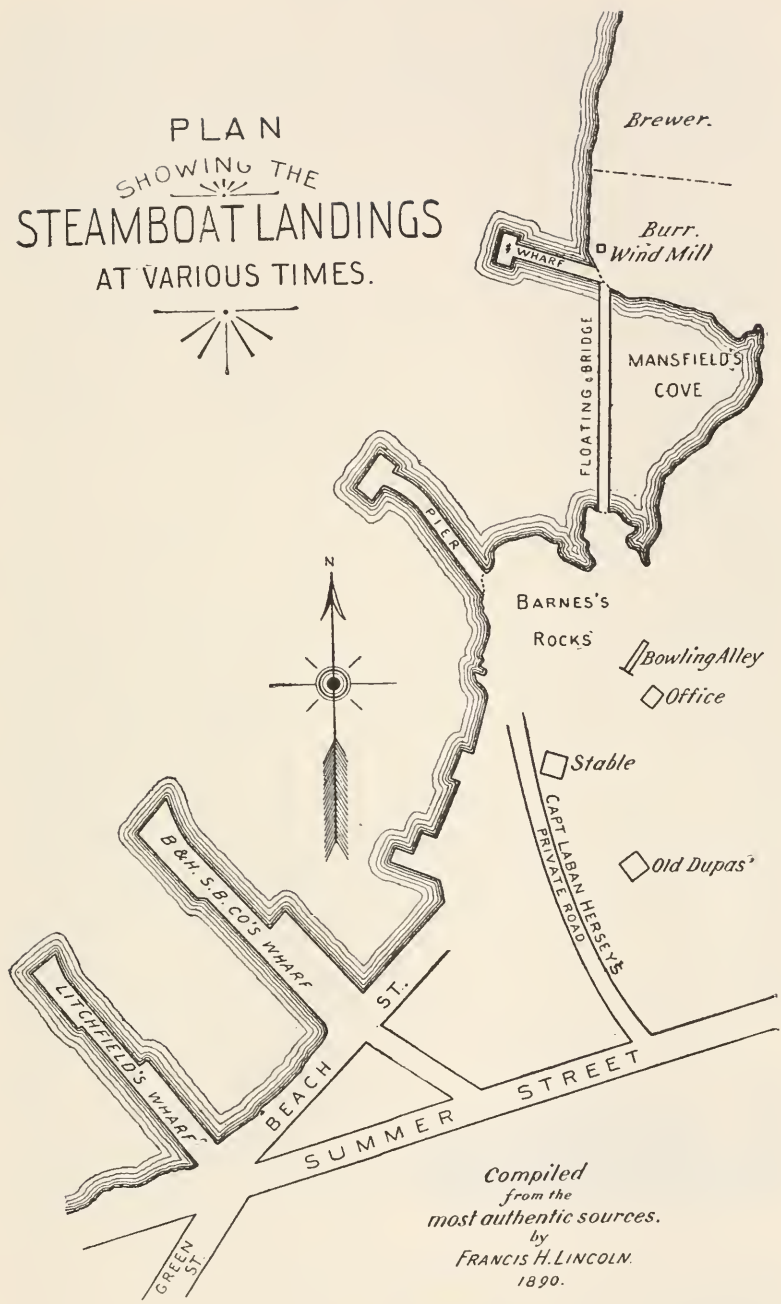 PLAN
SHOWING THE
STEAMBOAT LANDINGS
AT VARIOUS TIMES.
Brewer.
Burr.
Wind Mill
WHARF
FLOATING BRIDGE
MANSFIELD'S
COVE
PIER
N
BARNES'S
ROCKS
Bowling Alley
Office
Stable
CAPT LABAN HERSEY'S
PRIVATE ROAD
Old Dupas'
B & H. S. B. CO'S WHARF
LITCHFIELD'S WHARF
BEACH ST.
SUMMER STREET
GREEN
ST.
Compiled
from the
most authentic sources.
by
FRANCIS H. LINCOLN.
1890.